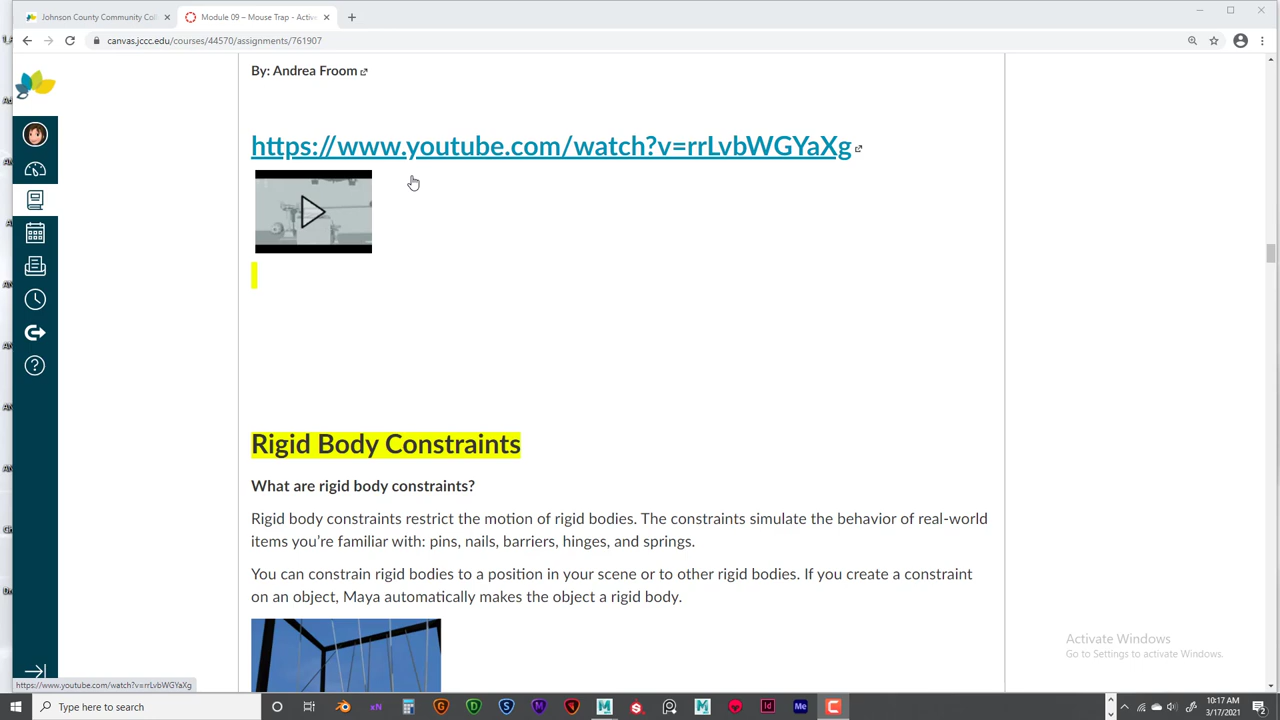 Johnson County Community Coll
Module 09 – Mouse Trap - Active
canvas.jccc.edu/courses/44570/assignments/761907
By: Andrea Froom
https://www.youtube.com/watch?v=rrLvbWGYaXg
Rigid Body Constraints
What are rigid body constraints?
Rigid body constraints restrict the motion of rigid bodies. The constraints simulate the behavior of real-world
items you're familiar with: pins, nails, barriers, hinges, and springs.
You can constrain rigid bodies to a position in your scene or to other rigid bodies. If you create a constraint
on an object, Maya automatically makes the object a rigid body.
Activate Windows
Go to Settings to activate Windows.
https://www.youtube.com/watch?v=rrLvbWGYaXg
Type here to search
10:17 AM
3/17/2021